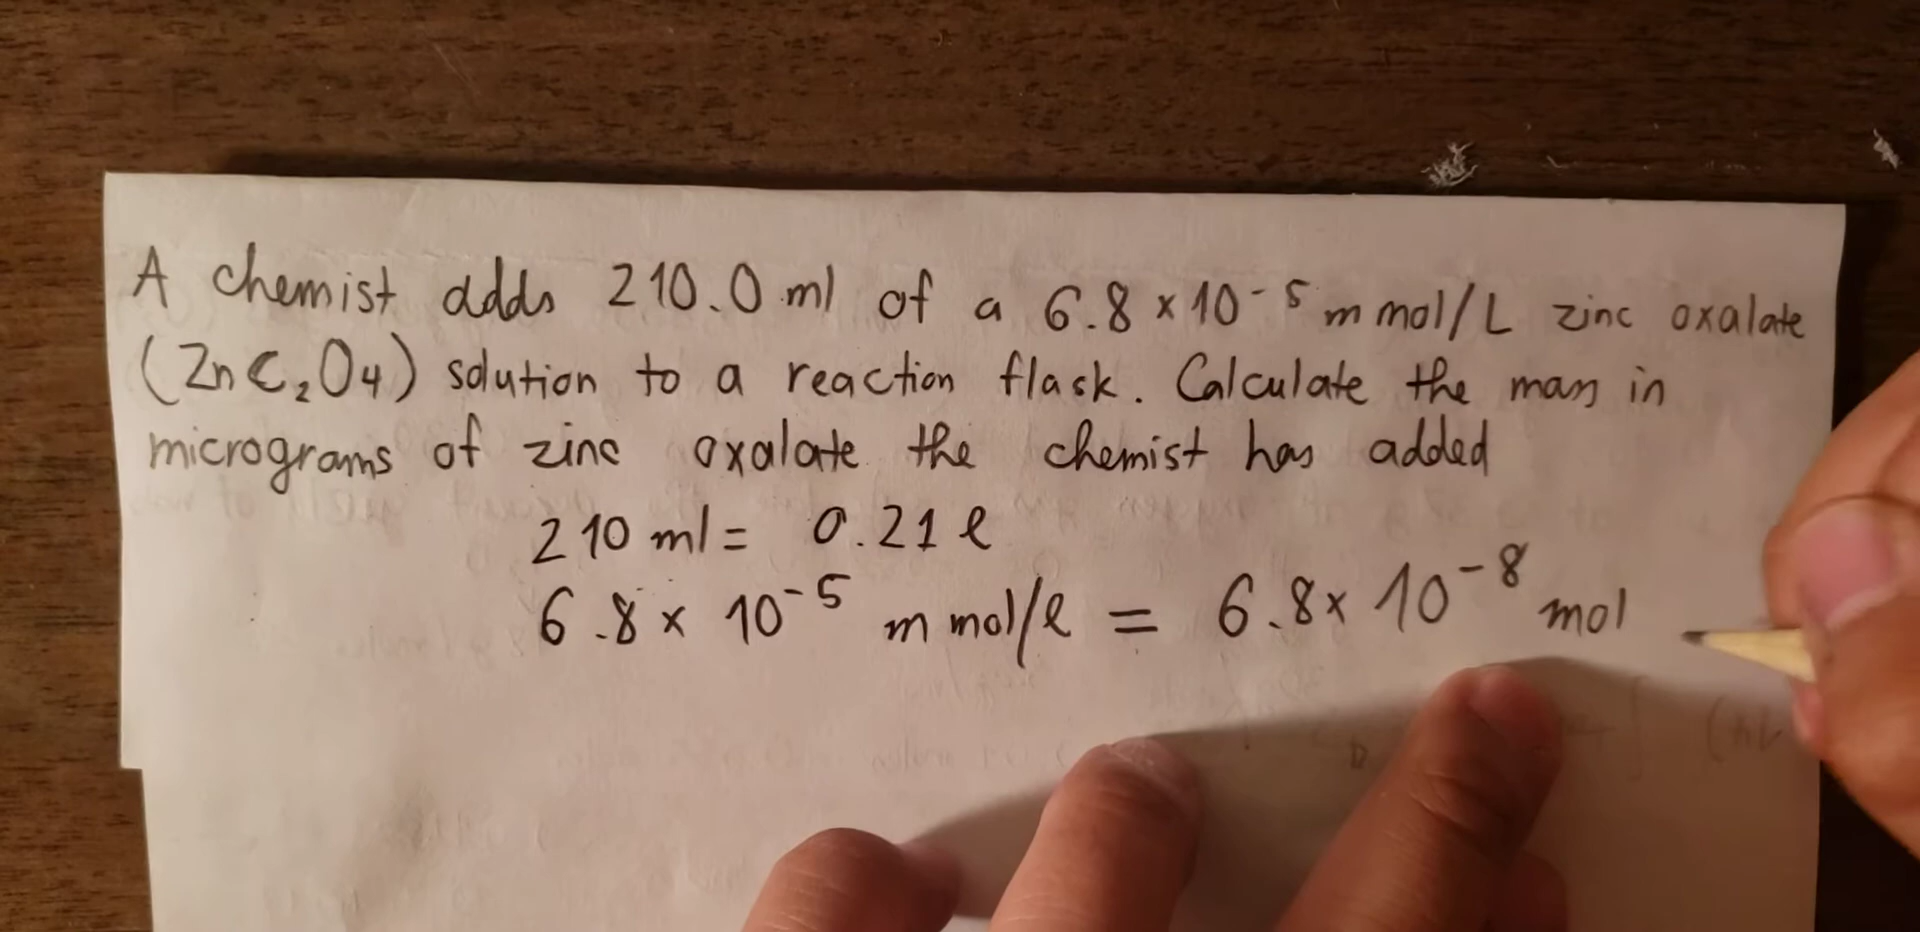 A chemist adds 210.0 ml of a 6.8 × 10⁻⁵ m mol/L zinc oxalate
(ZnC₂O₄) solution to a reaction flask. Calculate the mass in
micrograms of zinc oxalate the chemist has added
210 ml = 0.21 ℓ
6.8 × 10⁻⁵ m mol/ℓ = 6.8 × 10⁻⁸ mol